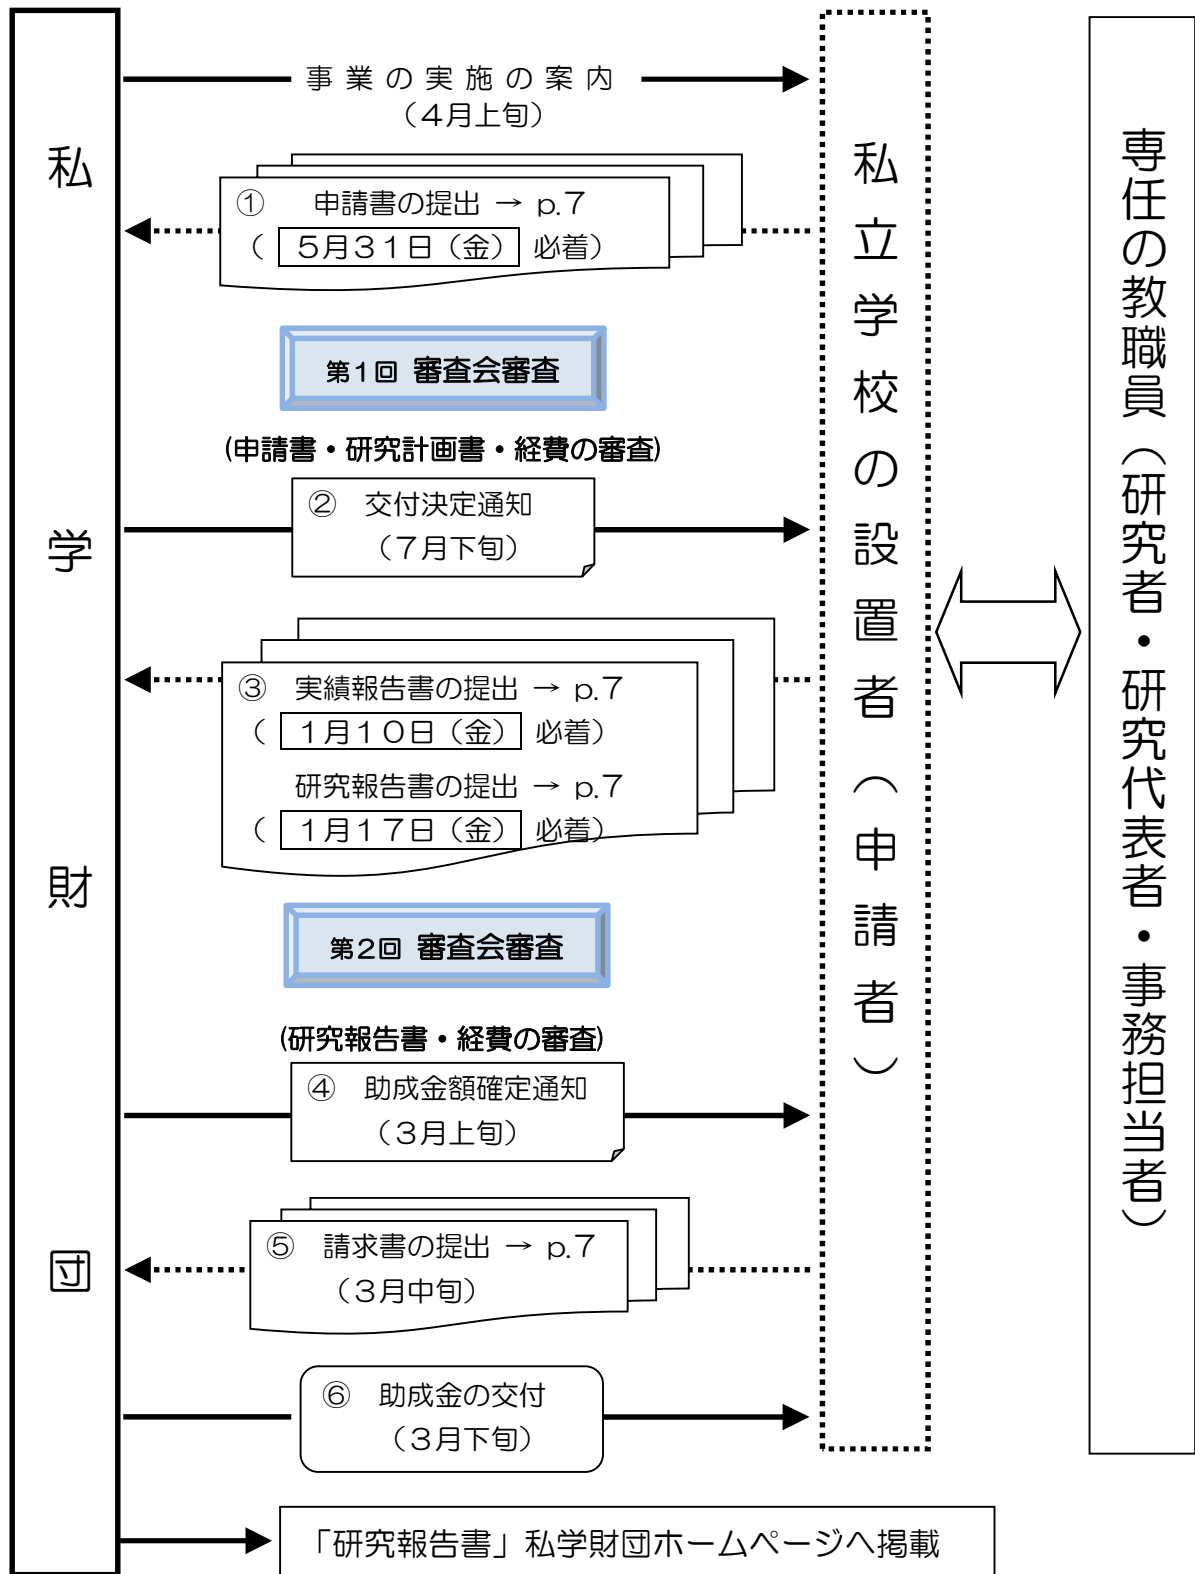 私学財団
事業の実施の案内
（４月上旬）
① 申請書の提出 → p.7
（ ５月３１日（金） 必着）
第１回 審査会審査
(申請書・研究計画書・経費の審査)
② 交付決定通知
（７月下旬）
③ 実績報告書の提出 → p.7
（ １月１０日（金） 必着）
研究報告書の提出 → p.7
（ １月１７日（金） 必着）
第２回 審査会審査
(研究報告書・経費の審査)
④ 助成金額確定通知
（３月上旬）
⑤ 請求書の提出 → p.7
（３月中旬）
⑥ 助成金の交付
（３月下旬）
「研究報告書」私学財団ホームページへ掲載
私立学校の設置者（申請者）
専任の教職員（研究者・研究代表者・事務担当者）